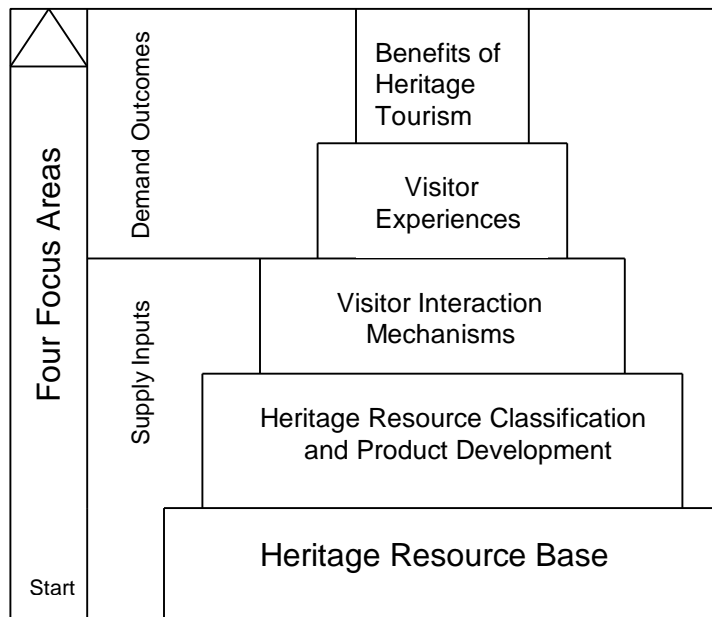 Four Focus Areas
Start
Demand Outcomes
Supply Inputs
Benefits of
Heritage
Tourism
Visitor
Experiences
Visitor Interaction
Mechanisms
Heritage Resource Classification
and Product Development
Heritage Resource Base